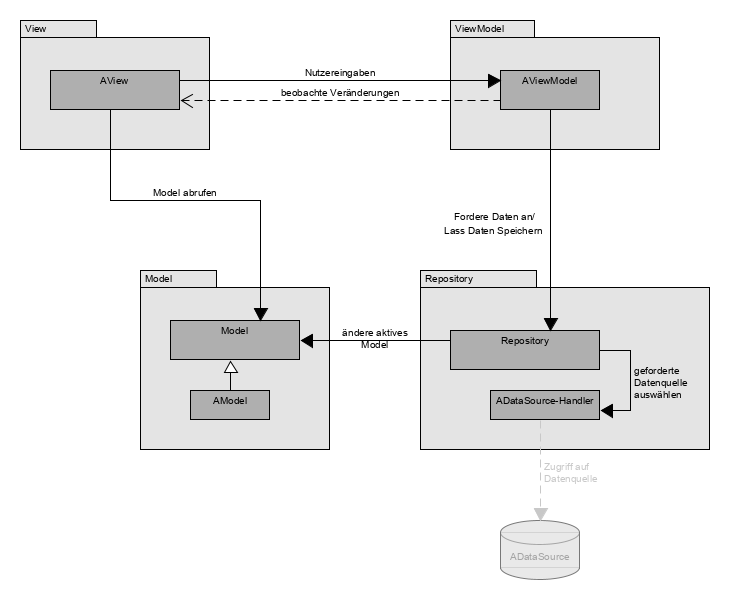 View
ViewModel
AView
Nutzereingaben
AViewModel
beobachte Veränderungen
Model abrufen
Fordere Daten an/
Lass Daten Speichern
Model
Repository
Model
ändere aktives
Model
Repository
AModel
ADataSource-Handler
geforderte
Datenquelle
auswählen
Zugriff auf
Datenquelle
ADataSource